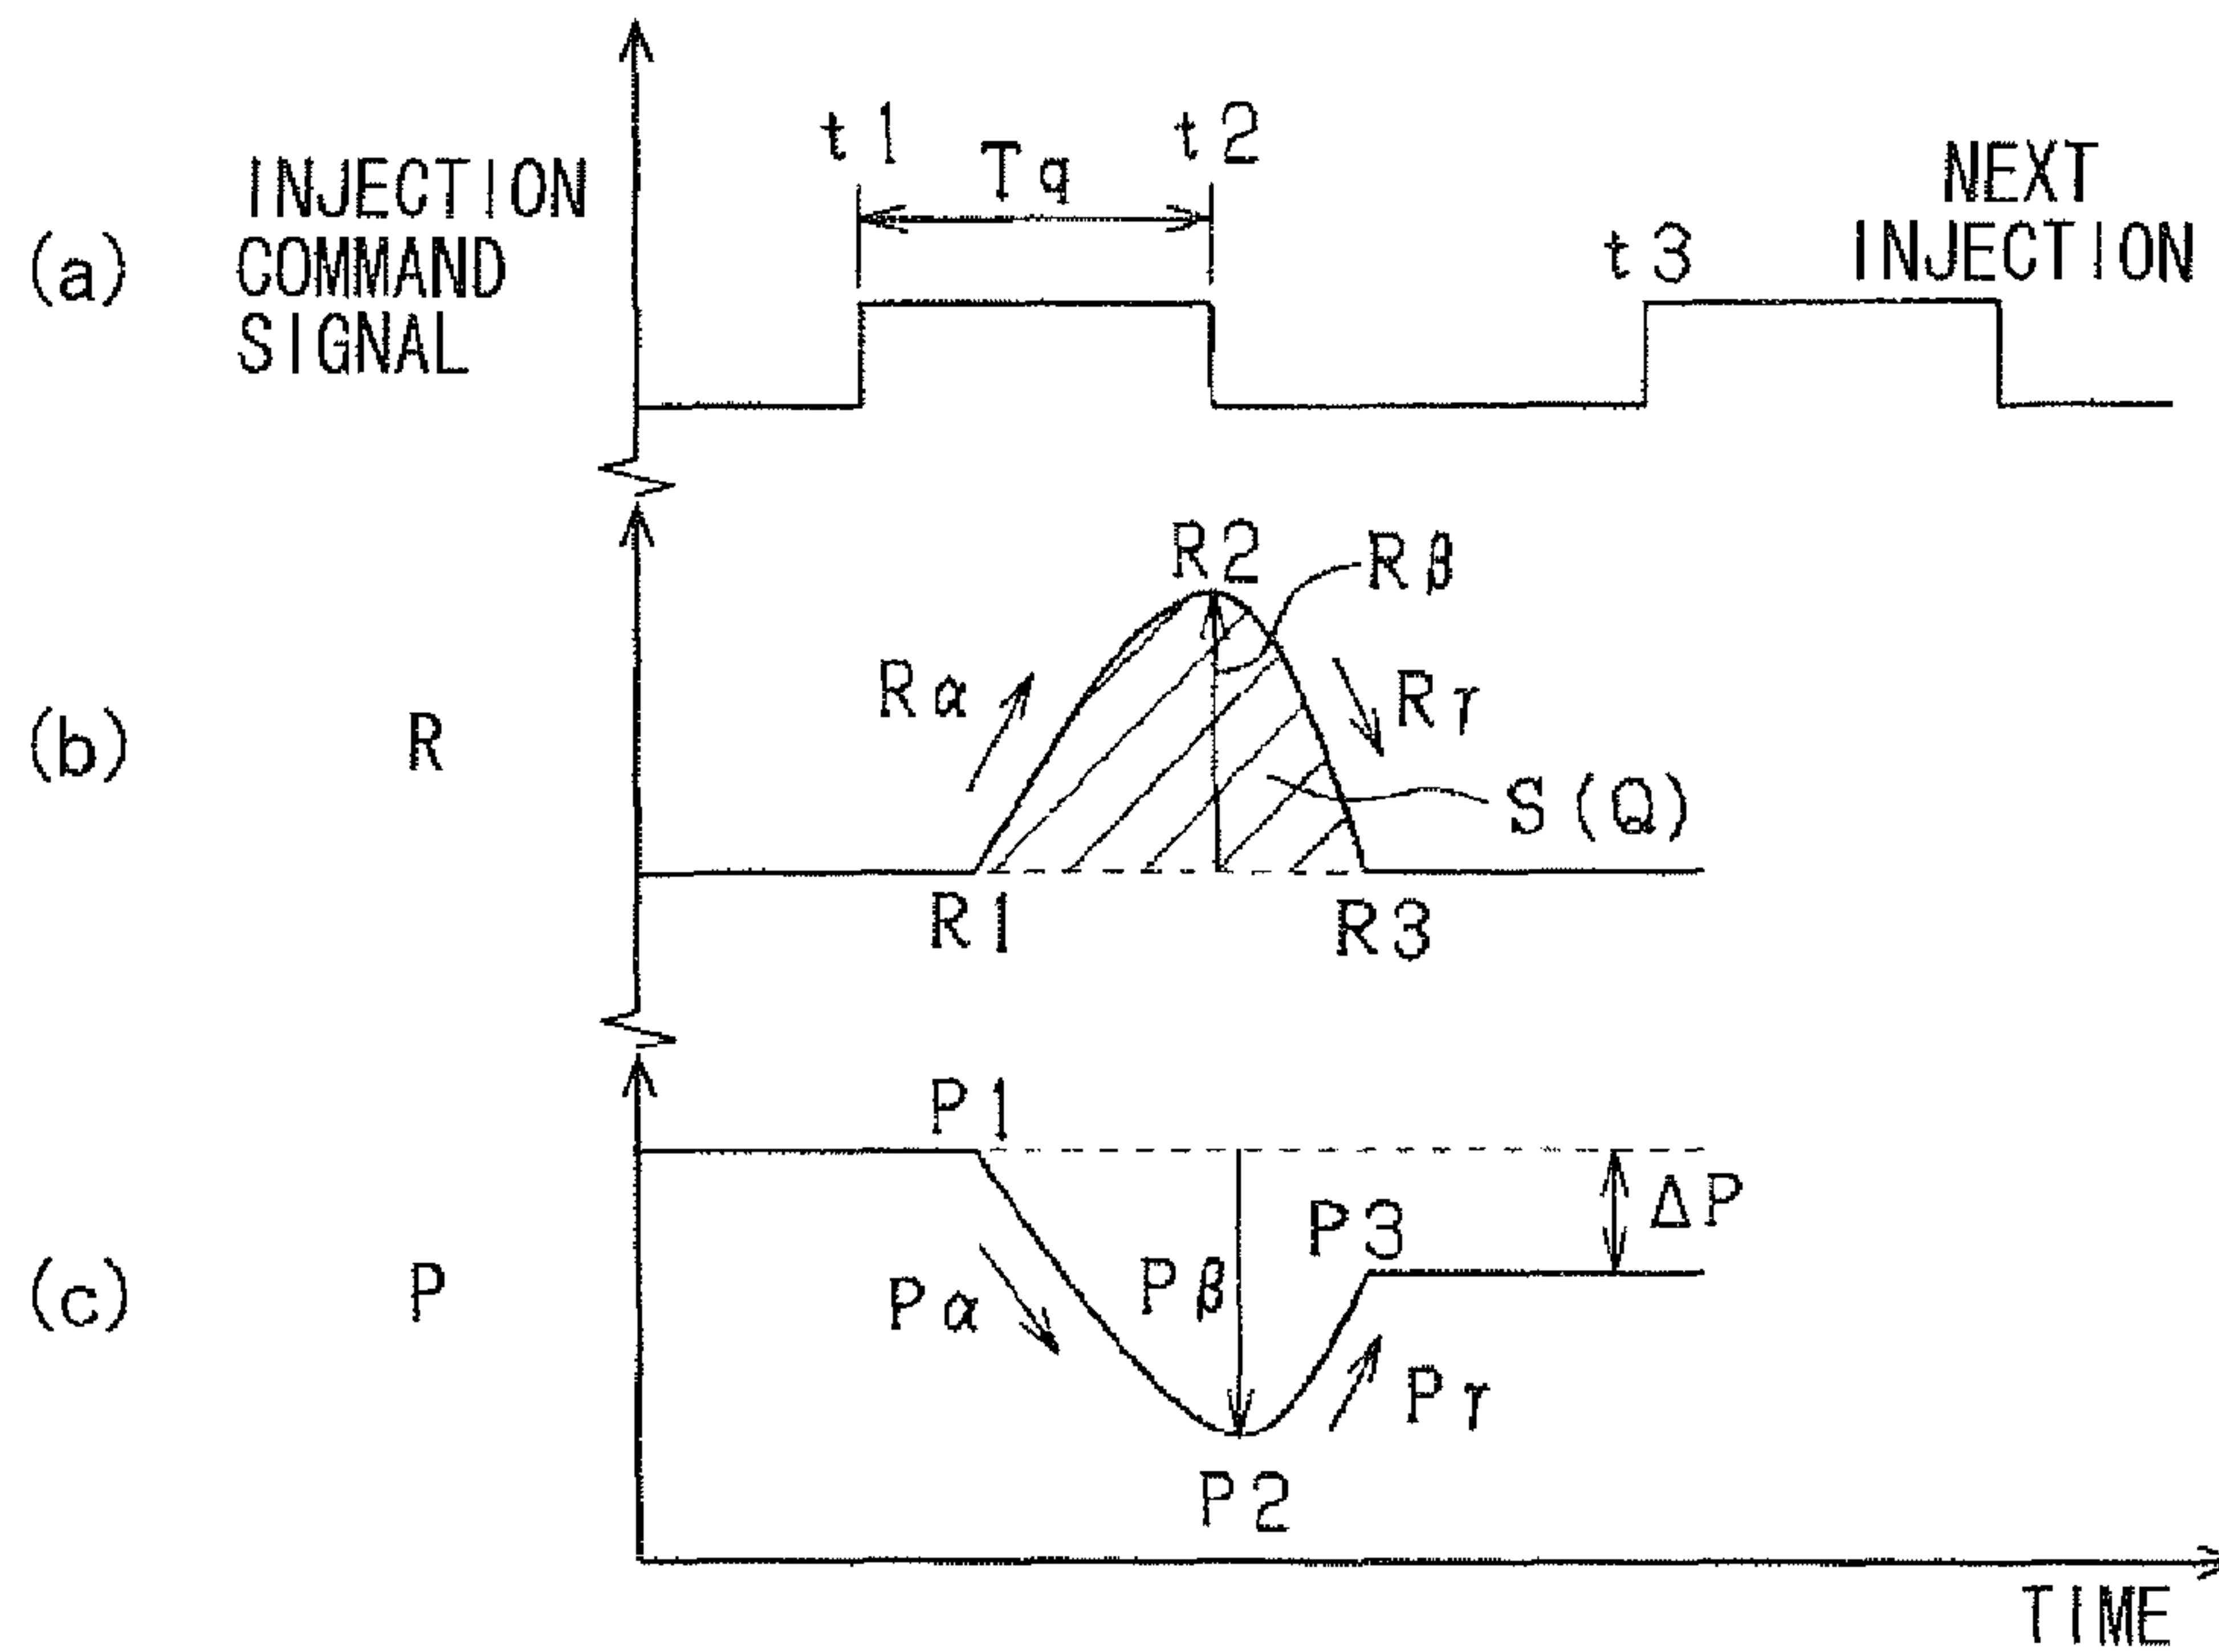 (a)
INJECTION
COMMAND
SIGNAL
t1
Tq
t2
t3
NEXT
INJECTION
(b)
R
R2
Rβ
Rα
Rγ
S(Q)
R1
R3
(c)
P
P1
P3
ΔP
Pα
Pβ
Pγ
P2
TIME